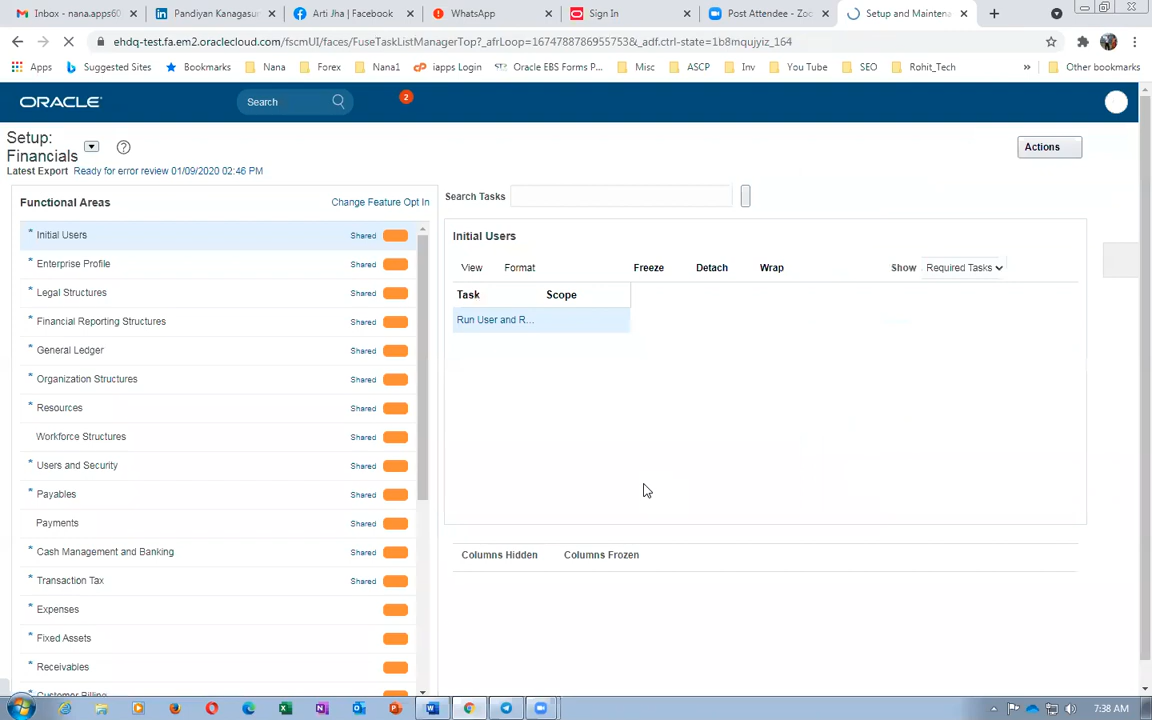 Inbox - nana.apps60
Pandiyan Kanagasun
Arti Jha | Facebook
WhatsApp
Sign In
Post Attendee - Zoo
Setup and Maintena
ehdq-test.fa.em2.oraclecloud.com/fscmUI/faces/FuseTaskListManagerTop?_afrLoop=1674788786955753&_adf.ctrl-state=1b8mqujyiz_164
Apps
Suggested Sites
Bookmarks
Nana
Forex
Nana1
iapps Login
Oracle EBS Forms P...
Misc
ASCP
Inv
You Tube
SEO
Rohit_Tech
»
Other bookmarks
ORACLE
Search
2
Setup:
Financials
Actions
Latest Export Ready for error review 01/09/2020 02:46 PM
Functional Areas
Change Feature Opt In
Search Tasks
* Initial Users Shared
* Enterprise Profile Shared
* Legal Structures Shared
* Financial Reporting Structures Shared
* General Ledger Shared
* Organization Structures Shared
* Resources Shared
Workforce Structures Shared
* Users and Security Shared
* Payables Shared
Payments Shared
* Cash Management and Banking Shared
* Transaction Tax Shared
* Expenses
* Fixed Assets
* Receivables
* Customer Billing
Initial Users
View Format Freeze Detach Wrap Show Required Tasks
Task Scope
Run User and R...
Columns Hidden Columns Frozen
7:38 AM